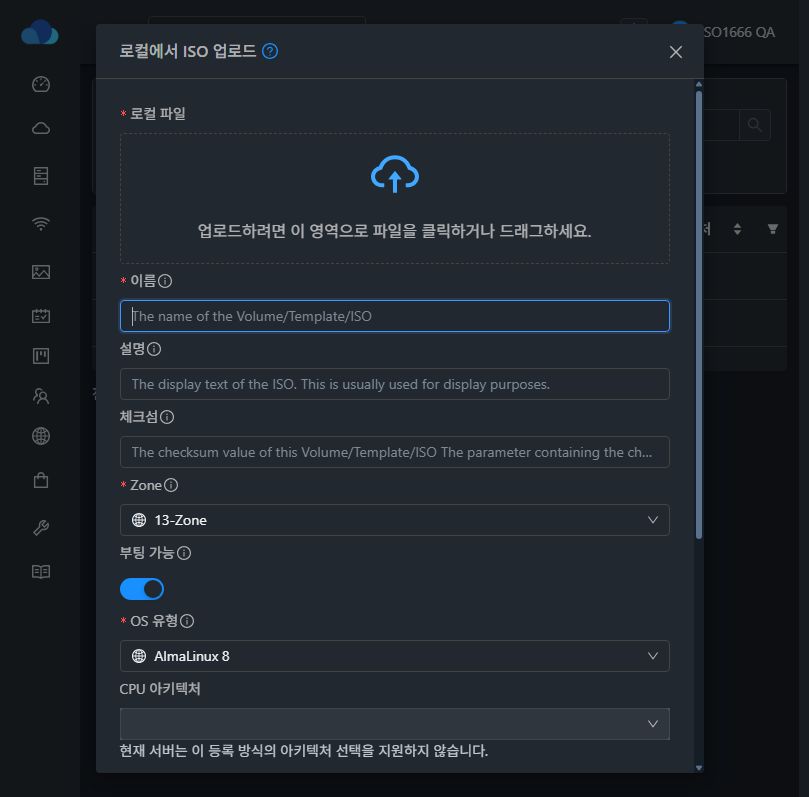 로컬에서 ISO 업로드
SO1666 QA
* 로컬 파일
업로드하려면 이 영역으로 파일을 클릭하거나 드래그하세요.
* 이름
The name of the Volume/Template/ISO
설명
The display text of the ISO. This is usually used for display purposes.
체크섬
The checksum value of this Volume/Template/ISO The parameter containing the ch...
* Zone
13-Zone
부팅 가능
* OS 유형
AlmaLinux 8
CPU 아키텍처
현재 서버는 이 등록 방식의 아키텍처 선택을 지원하지 않습니다.